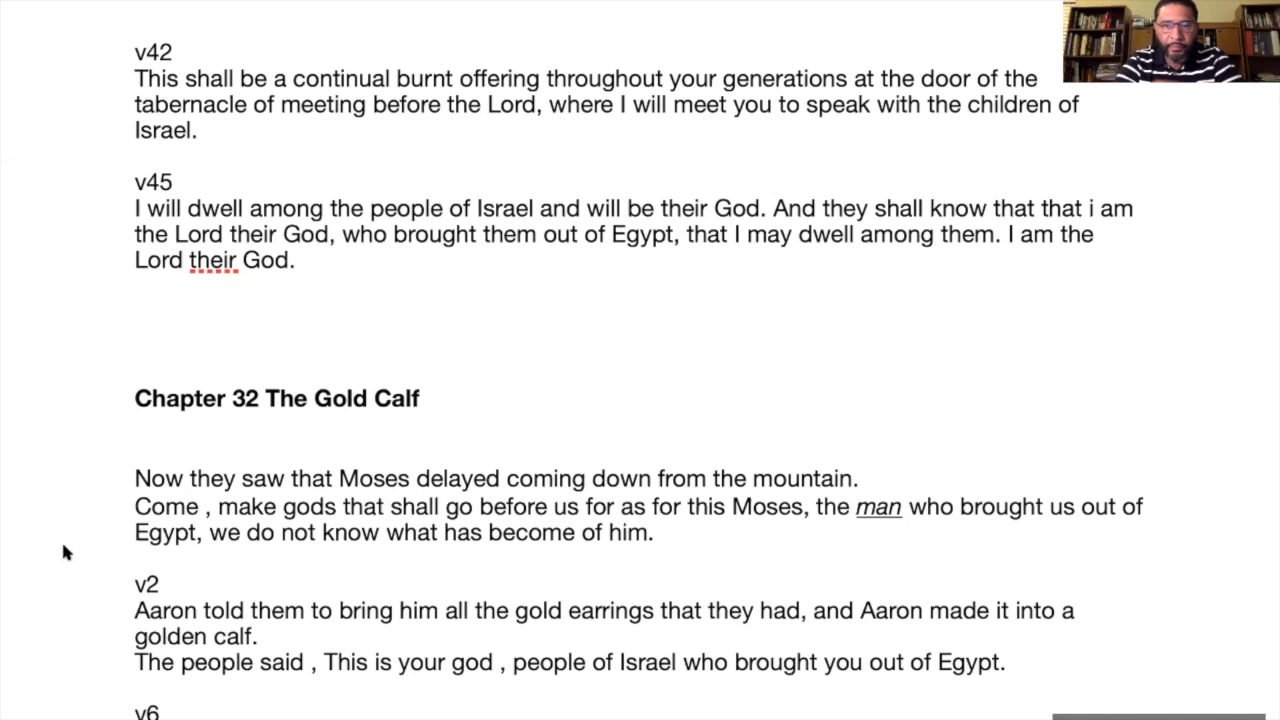 v42
This shall be a continual burnt offering throughout your generations at the door of the
tabernacle of meeting before the Lord, where I will meet you to speak with the children of
Israel.
v45
I will dwell among the people of Israel and will be their God. And they shall know that that i am
the Lord their God, who brought them out of Egypt, that I may dwell among them. I am the
Lord their God.
Chapter 32 The Gold Calf
Now they saw that Moses delayed coming down from the mountain.
Come , make gods that shall go before us for as for this Moses, the man who brought us out of
Egypt, we do not know what has become of him.
v2
Aaron told them to bring him all the gold earrings that they had, and Aaron made it into a
golden calf.
The people said , This is your god , people of Israel who brought you out of Egypt.
v6